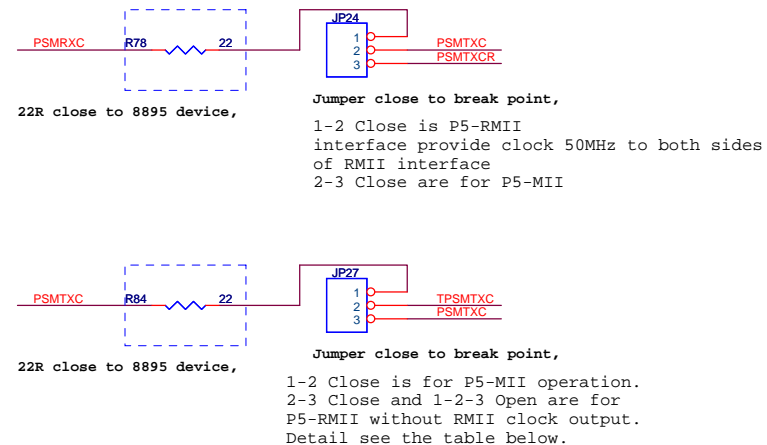 JP24
PSMRXC R78 22 1
2 PSMTXC
3 PSMTXCR
22R close to 8895 device,
Jumper close to break point,
1-2 Close is P5-RMII
interface provide clock 50MHz to both sides
of RMII interface
2-3 Close are for P5-MII
JP27
PSMTXC R84 22 1
2 TPSMTXC
3 PSMTXC
22R close to 8895 device,
Jumper close to break point,
1-2 Close is for P5-MII operation.
2-3 Close and 1-2-3 Open are for
P5-RMII without RMII clock output.
Detail see the table below.